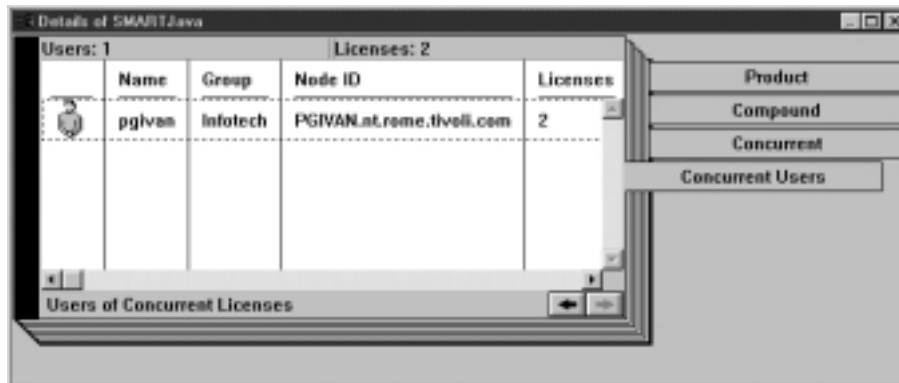 Details of SMARTJava
Users: 1 Licenses: 2
Name Group Node ID Licenses
pgivan Infotech PGIVAN.nt.rome.tivoli.com 2
Product
Compound
Concurrent
Concurrent Users
Users of Concurrent Licenses